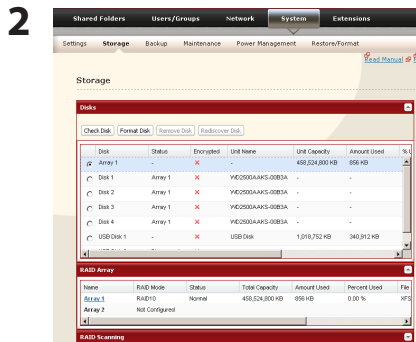 2
Shared Folders Users/Groups Network System Extensions
Settings Storage Backup Maintenance Power Management Restore/Format
Read Manual
Storage
Disks
Check Disk Format Disk Remove Disk Rediscover Disk
Disk Status Encrypted Unit Name Unit Capacity Amount Used % U
Array 1 - - 458,524,800 KB 856 KB
Disk 1 Array 1 WD2500AAKS-00B3A - -
Disk 2 Array 1 WD2500AAKS-00B3A - -
Disk 3 Array 1 WD2500AAKS-00B3A - -
Disk 4 Array 1 WD2500AAKS-00B3A - -
USB Disk 1 - USB Disk 1,018,752 KB 340,912 KB
RAID Array
Name RAID Mode Status Total Capacity Amount Used Percent Used File
Array 1 RAID10 Normal 458,524,800 KB 856 KB 0.00 % XFS
Array 2 Not Configured
RAID Scanning